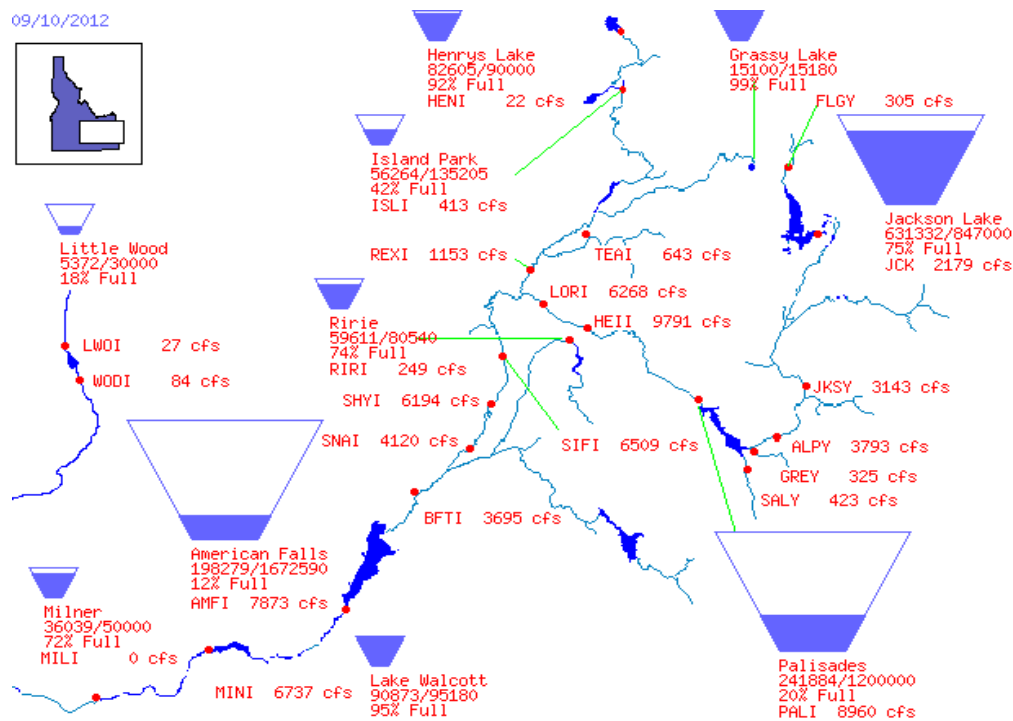 09/10/2012
Henrys Lake
82605/90000
92% Full
HENI 22 cfs
Grassy Lake
15100/15180
99% Full
FLGY 305 cfs
Island Park
56264/135205
42% Full
ISLI 413 cfs
Jackson Lake
631332/847000
75% Full
JCK 2179 cfs
Little Wood
5372/30000
18% Full
REXI 1153 cfs
TEAI 643 cfs
LORI 6268 cfs
HEII 9791 cfs
Ririe
59611/80540
74% Full
RIRI 249 cfs
LWOI 27 cfs
WODI 84 cfs
SHYI 6194 cfs
JKSY 3143 cfs
SNAI 4120 cfs
SIFI 6509 cfs
ALPY 3793 cfs
GREY 325 cfs
SALY 423 cfs
BFTI 3695 cfs
American Falls
198279/1672590
12% Full
AMFI 7873 cfs
Milner
36039/50000
72% Full
MILI 0 cfs
MINI 6737 cfs
Lake Walcott
90873/95180
95% Full
Palisades
241884/1200000
20% Full
PALI 8960 cfs